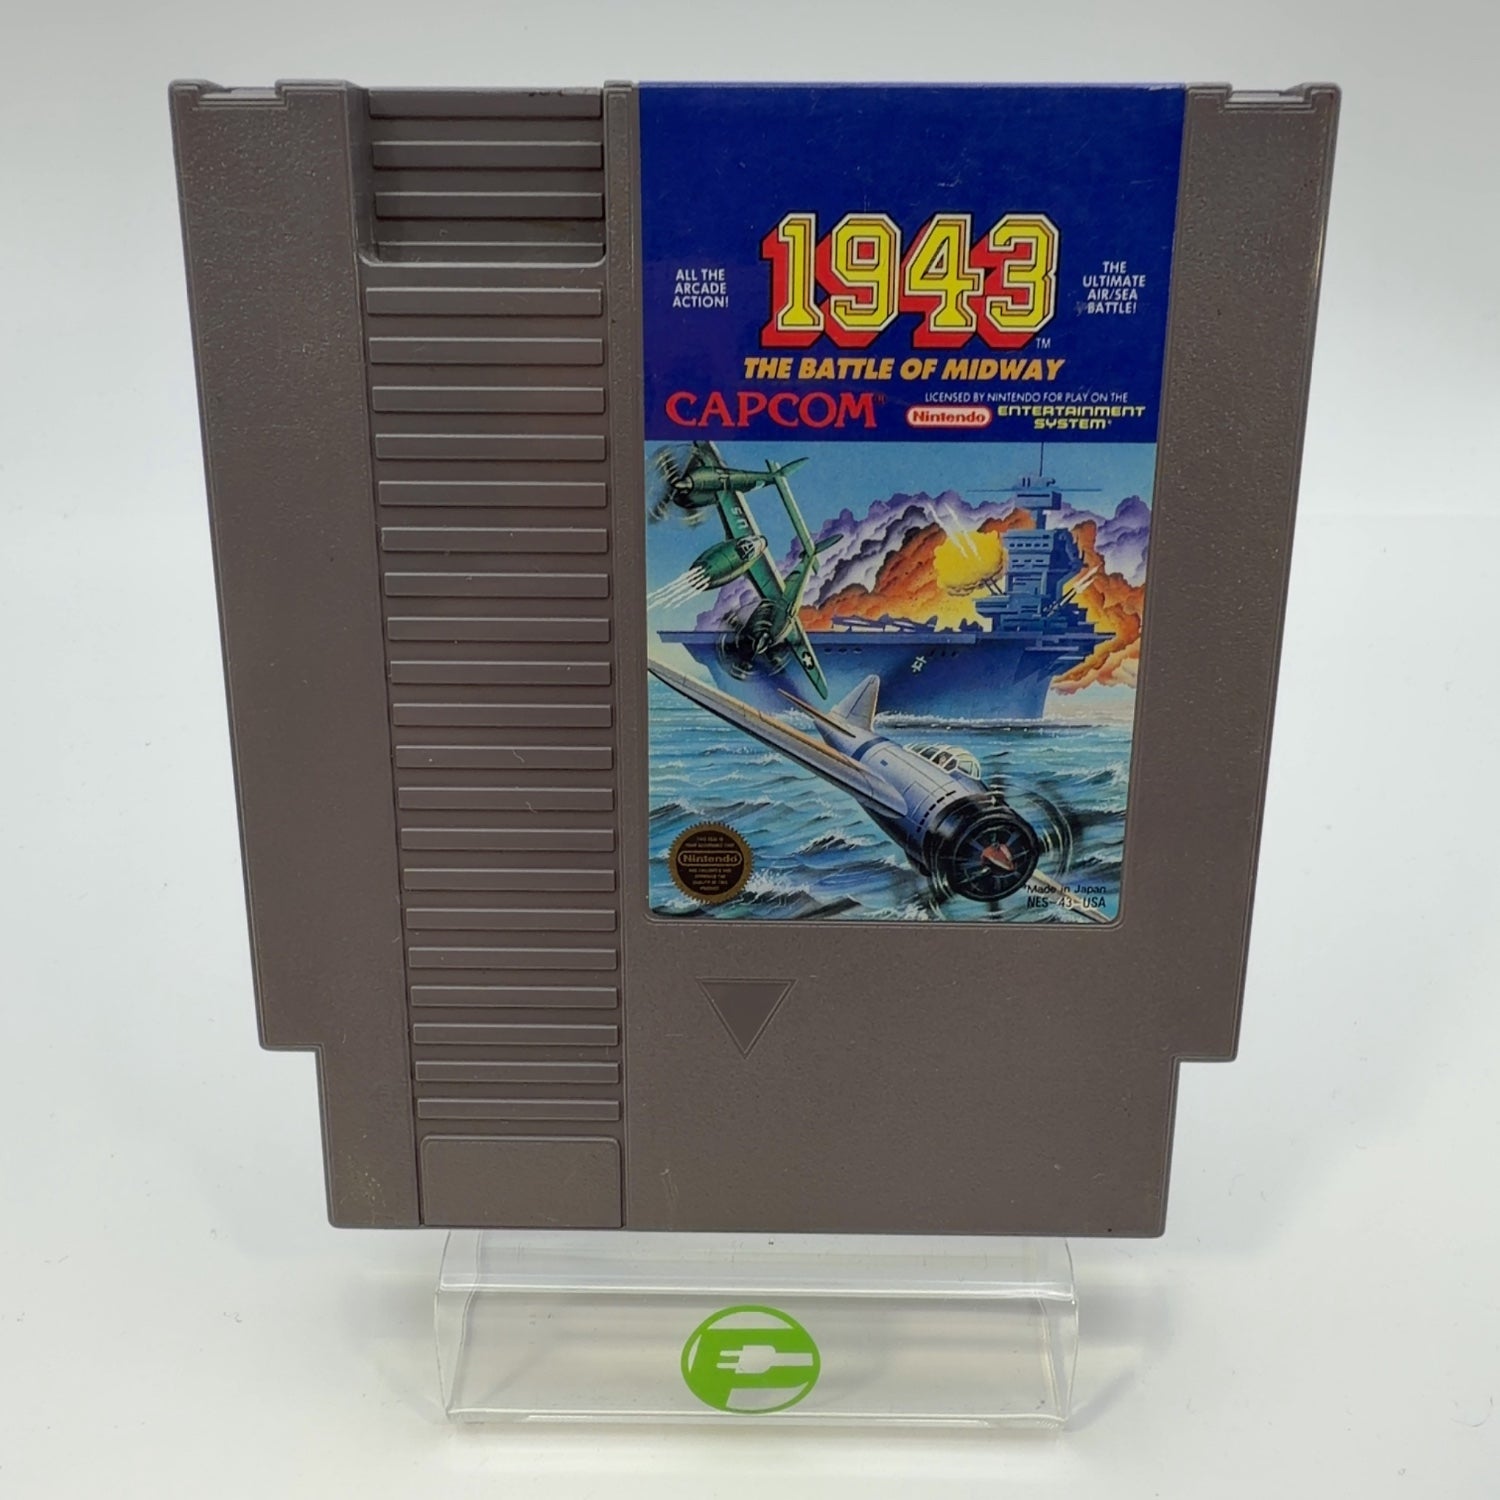 1943
TM
ALL THE
ARCADE
ACTION!
THE
ULTIMATE
AIR/SEA
BATTLE!
THE BATTLE OF MIDWAY
CAPCOM
LICENSED BY NINTENDO FOR PLAY ON THE
Nintendo ENTERTAINMENT
SYSTEM
Nintendo
Made in Japan
NES-43-USA